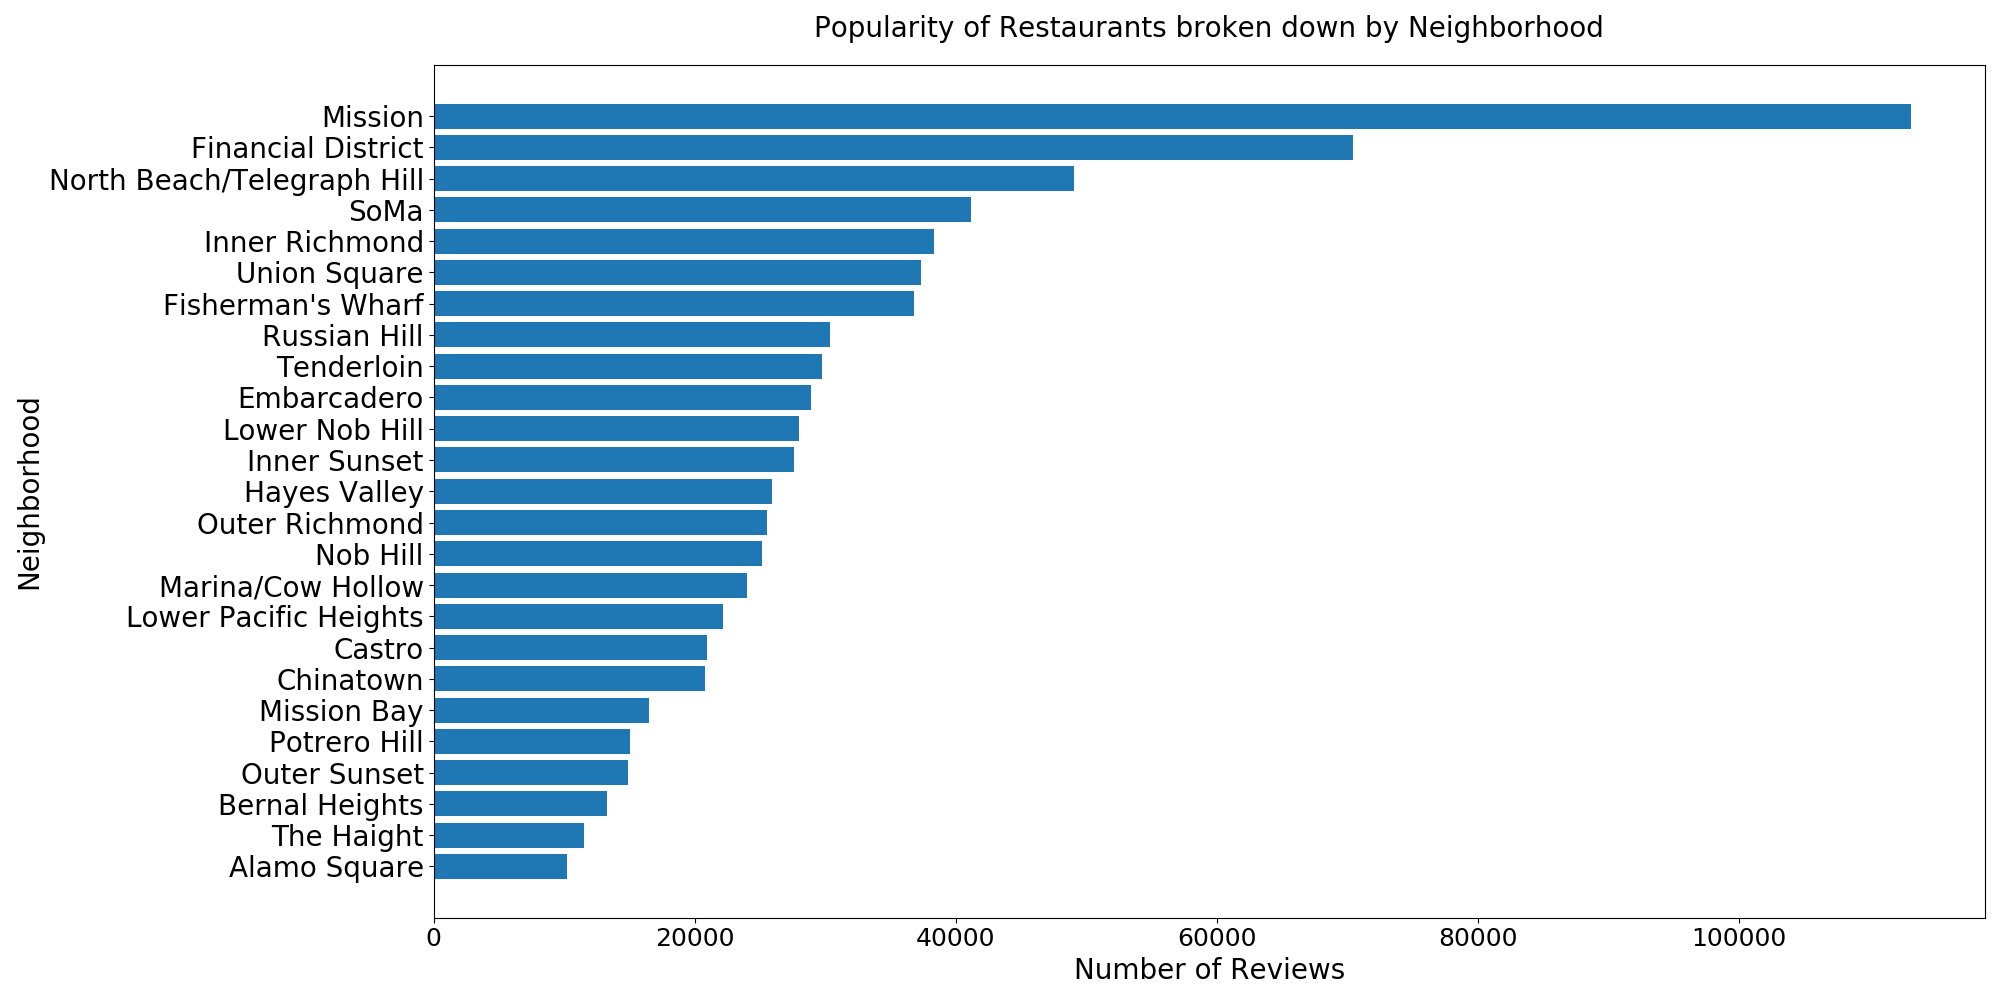 Popularity of Restaurants broken down by Neighborhood
Mission
Financial District
North Beach/Telegraph Hill
SoMa
Inner Richmond
Union Square
Fisherman's Wharf
Russian Hill
Tenderloin
Embarcadero
Lower Nob Hill
Inner Sunset
Hayes Valley
Outer Richmond
Nob Hill
Marina/Cow Hollow
Lower Pacific Heights
Castro
Chinatown
Mission Bay
Potrero Hill
Outer Sunset
Bernal Heights
The Haight
Alamo Square
Neighborhood
0 20000 40000 60000 80000 100000
Number of Reviews